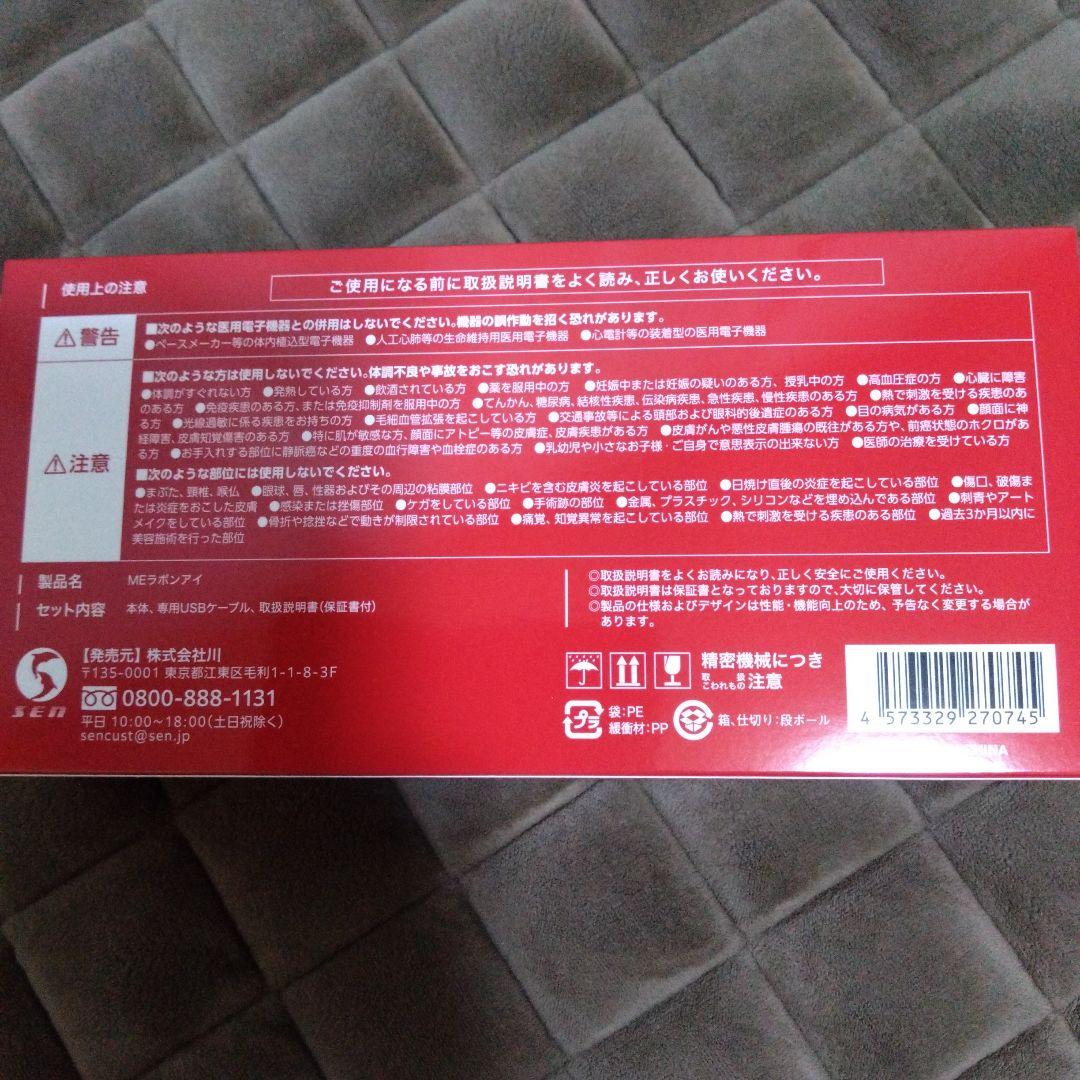 使用上の注意
ご使用になる前に取扱説明書をよく読み、正しくお使いください。
警告
■次のような医用電子機器との併用はしないでください。機器の誤作動を招く恐れがあります。
●ペースメーカー等の体内植込型電子機器 ●人工心肺等の生命維持用医用電子機器 ●心電計等の装着型の医用電子機器
注意
■次のような方は使用しないでください。体調不良や事故をおこす恐れがあります。
●体調がすぐれない方 ●発熱している方 ●飲酒されている方 ●薬を服用中の方 ●妊娠中または妊娠の疑いのある方、授乳中の方 ●高血圧症の方 ●心臓に障害
のある方 ●免疫疾患のある方、または免疫抑制剤を服用中の方 ●てんかん、糖尿病、結核性疾患、伝染病疾患、急性疾患、慢性疾患のある方 ●熱で刺激を受ける疾患のあ
る方 ●光線過敏に係る疾患をお持ちの方 ●毛細血管拡張を起こしている方 ●交通事故等による頭部および眼科的後遺症のある方 ●目の病気がある方 ●顔面に神
経障害、皮膚知覚傷害のある方 ●特に肌が敏感な方、顔面にアトピー等の皮膚症、皮膚疾患がある方 ●皮膚がんや悪性皮膚腫瘍の既往がある方や、前癌状態のホクロがあ
る方 ●お手入れする部位に静脈瘤などの重度の血行障害や血栓症のある方 ●乳幼児や小さなお子様・ご自身で意思表示の出来ない方 ●医師の治療を受けている方
■次のような部位には使用しないでください。
●まぶた、頸椎、喉仏 ●眼球、唇、性器およびその周辺の粘膜部位 ●ニキビを含む皮膚炎を起こしている部位 ●日焼け直後の炎症を起こしている部位 ●傷口、破傷ま
たは炎症をおこした皮膚 ●感染または挫傷部位 ●ケガをしている部位 ●手術跡の部位 ●金属、プラスチック、シリコンなどを埋め込んである部位 ●刺青やアート
メイクをしている部位 ●骨折や捻挫などで動きが制限されている部位 ●痛覚、知覚異常を起こしている部位 ●熱で刺激を受ける疾患のある部位 ●過去3か月以内に
美容施術を行った部位
製品名 MEラボンアイ
セット内容 本体、専用USBケーブル、取扱説明書(保証書付)
◎取扱説明書をよくお読みになり、正しく安全にご使用ください。
◎取扱説明書は保証書となっておりますので、大切に保管してください。
◎製品の仕様およびデザインは性能・機能向上のため、予告なく変更する場合が
あります。
SEN
【発売元】株式会社川
〒135-0001 東京都江東区毛利1-1-8-3F
0800-888-1131
平日 10:00~18:00(土日祝除く)
sencust@sen.jp
精密機械につき
取扱注意
こわれもの
プラ
袋:PE
緩衝材:PP
箱、仕切り:段ボール
4 573329 270745
CHINA